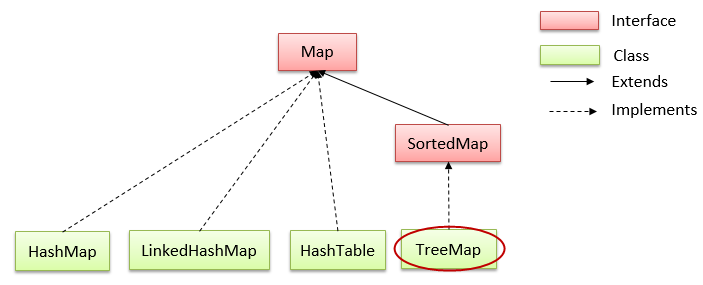 Map
SortedMap
HashMap
LinkedHashMap
HashTable
TreeMap
Interface
Class
Extends
Implements